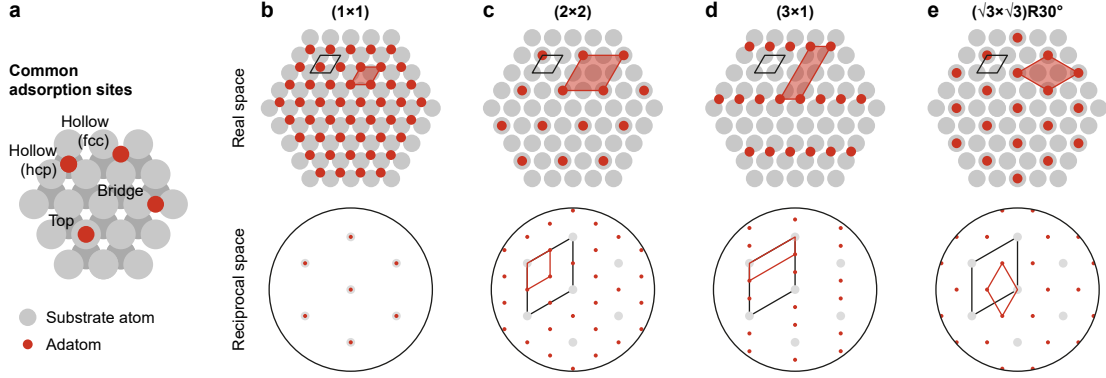 a
b
(1×1)
c
(2×2)
d
(3×1)
e
(√3×√3)R30°
Common
adsorption sites
Hollow
(fcc)
Hollow
(hcp)
Bridge
Top
Substrate atom
Adatom
Real space
Reciprocal space